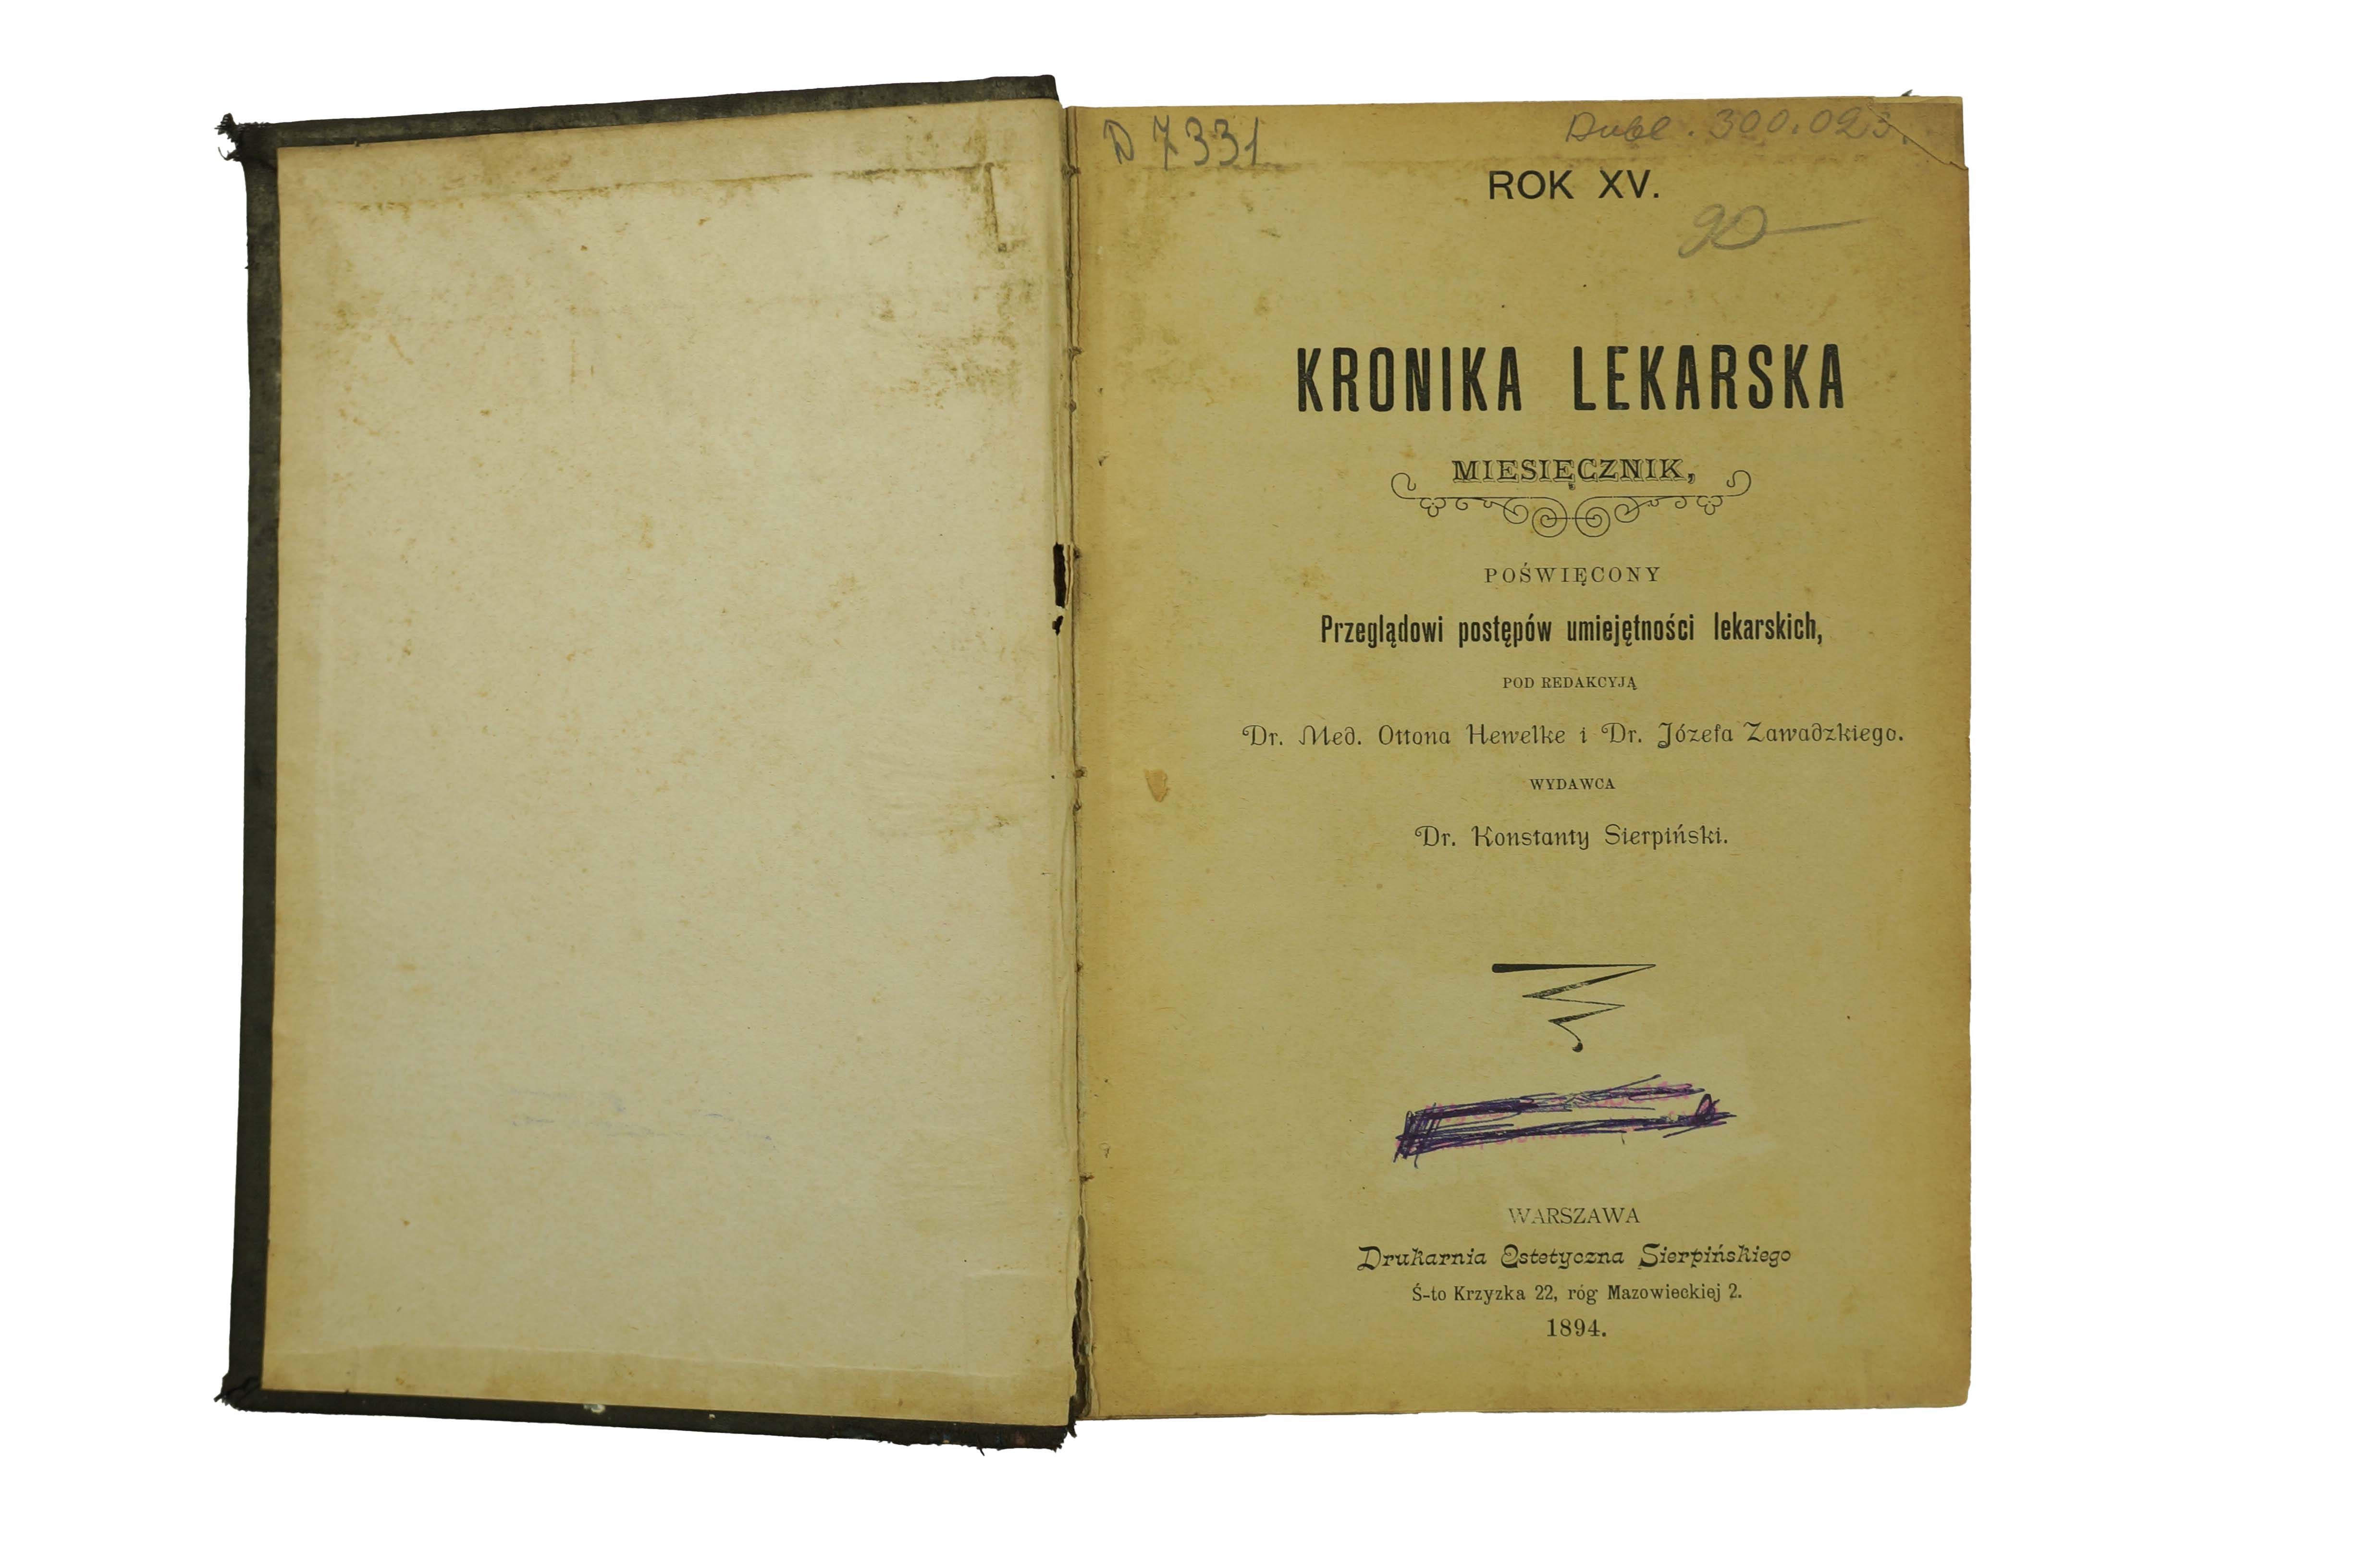 D 7331
Dubl. 300.023.
ROK XV.
90
KRONIKA LEKARSKA
MIESIĘCZNIK,
POŚWIĘCONY
Przeglądowi postępów umiejętności lekarskich,
POD REDAKCYJĄ
Dr. Med. Ottona Hewelke i Dr. Józefa Zawadzkiego.
WYDAWCA
Dr. Konstanty Sierpiński.
WARSZAWA
Drukarnia Estetyczna Sierpińskiego
Ś-to Krzyzka 22, róg Mazowieckiej 2.
1894.